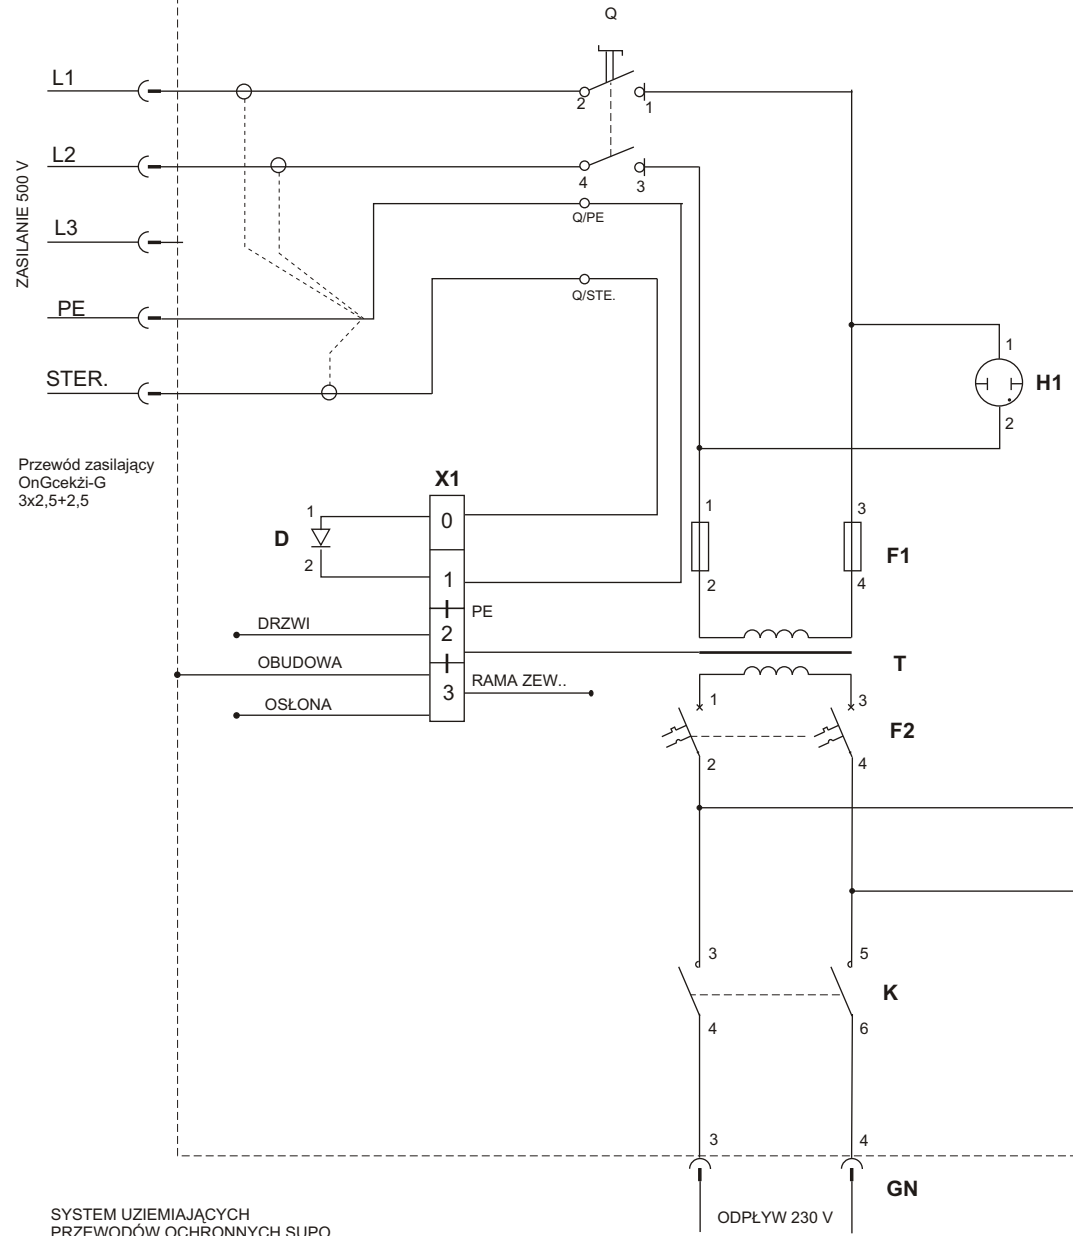 Q
L1
2
1
L2
4
3
Q/PE
ZASILANIE 500 V
L3
Q/STE.
PE
STER.
1
H1
2
Przewód zasilający
OnGcekżi-G
3x2,5+2,5
X1
1
0
D
2
1
PE
1
3
F1
2
4
DRZWI
2
OBUDOWA
T
3
RAMA ZEW..
OSŁONA
1
3
F2
2
4
3
5
K
4
6
3
4
GN
ODPŁYW 230 V
SYSTEM UZIEMIAJĄCYCH
PRZEWODÓW OCHRONNYCH SUPO